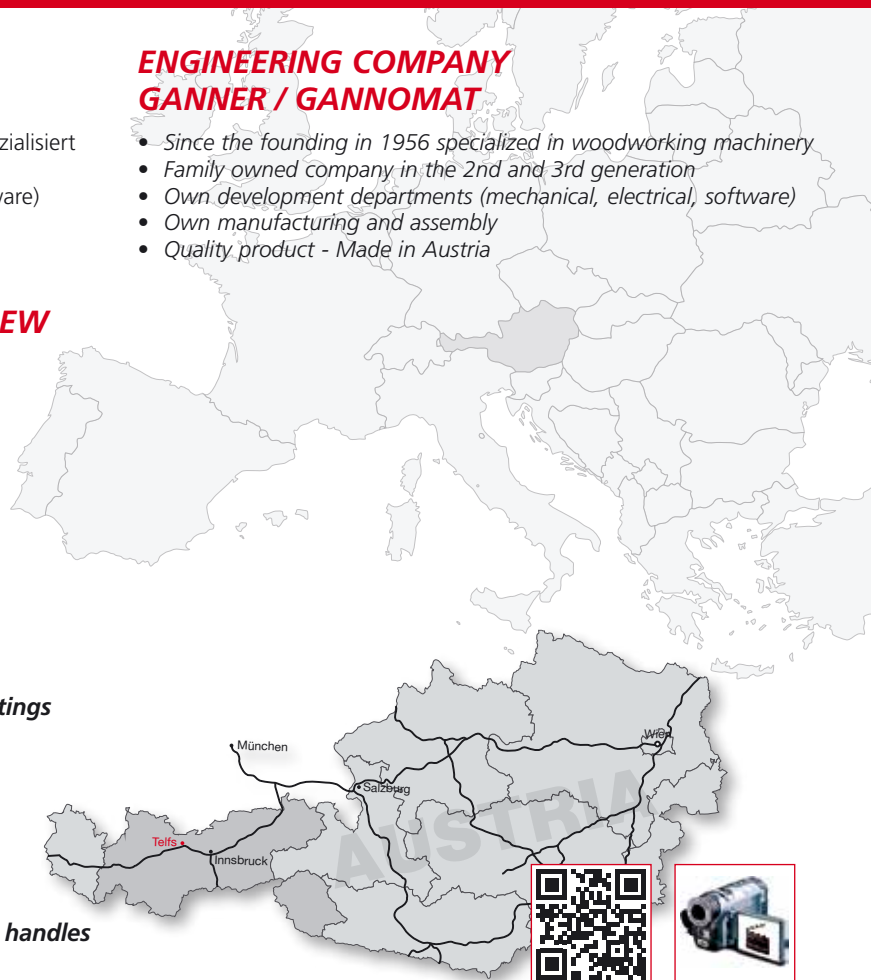 ENGINEERING COMPANY
GANNER / GANNOMAT
zialisiert
ware)
• Since the founding in 1956 specialized in woodworking machinery
• Family owned company in the 2nd and 3rd generation
• Own development departments (mechanical, electrical, software)
• Own manufacturing and assembly
• Quality product - Made in Austria
EW
tings
München
Wien
Salzburg
AUSTRIA
Telfs
Innsbruck
handles